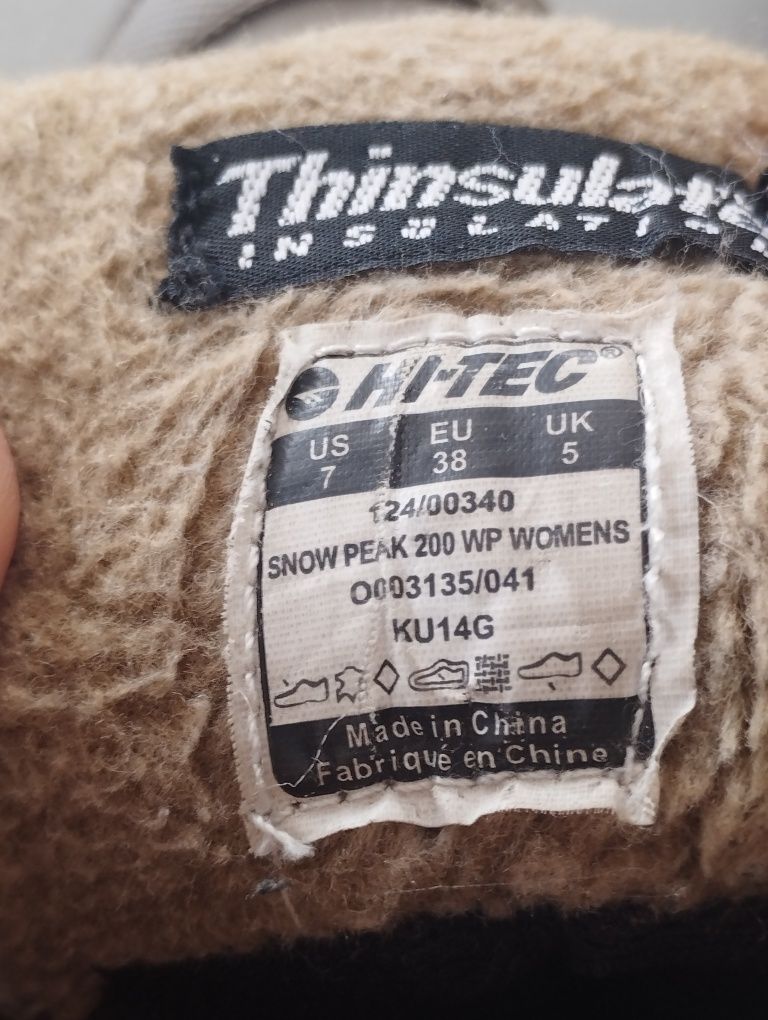 Thinsulate
INSULATION
HI-TEC®
US EU UK
7 38 5
124/00340
SNOW PEAK 200 WP WOMENS
O003135/041
KU14G
Made in China
Fabriqué en Chine